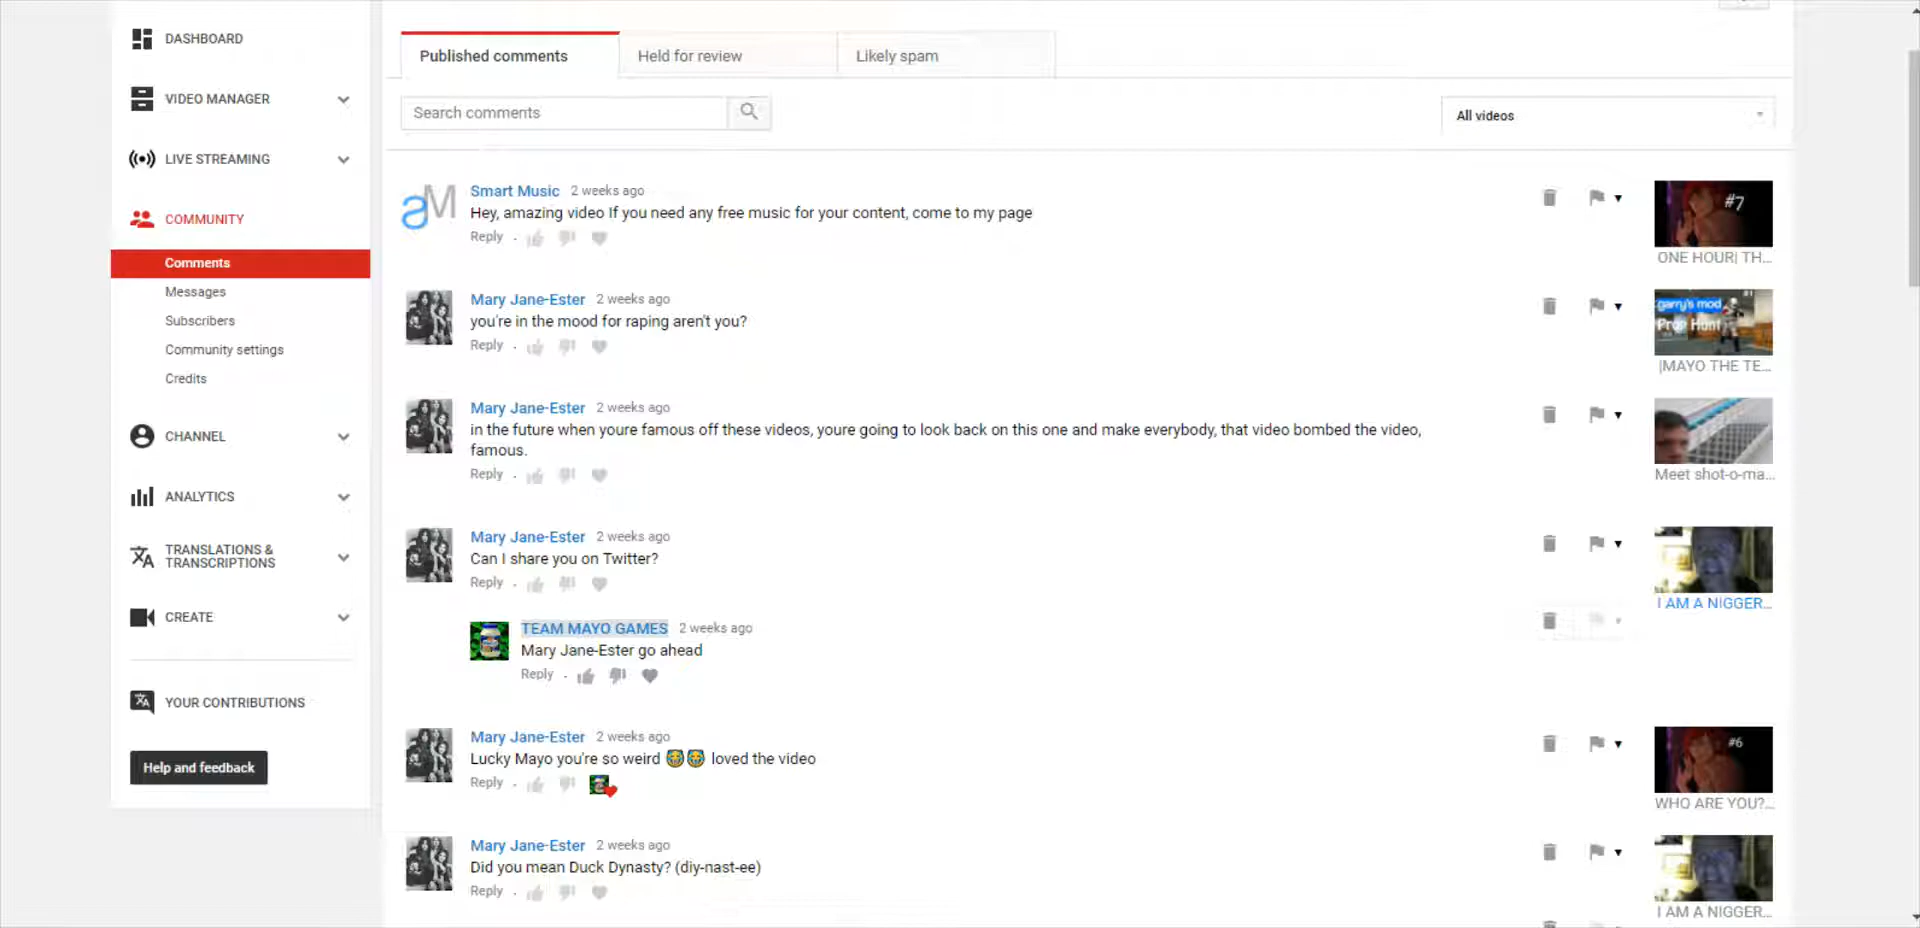 DASHBOARD
VIDEO MANAGER
LIVE STREAMING
COMMUNITY
Comments
Messages
Subscribers
Community settings
Credits
CHANNEL
ANALYTICS
TRANSLATIONS &
TRANSCRIPTIONS
CREATE
YOUR CONTRIBUTIONS
Help and feedback
Published comments
Held for review
Likely spam
Search comments
All videos
Smart Music 2 weeks ago
Hey, amazing video If you need any free music for your content, come to my page
Reply
#7
ONE HOUR| TH...
Mary Jane-Ester 2 weeks ago
you're in the mood for raping aren't you?
Reply
garry's mod
Prop Hunt
|MAYO THE TE...
Mary Jane-Ester 2 weeks ago
in the future when youre famous off these videos, youre going to look back on this one and make everybody, that video bombed the video,
famous.
Reply
Meet shot-o-ma...
Mary Jane-Ester 2 weeks ago
Can I share you on Twitter?
Reply
I AM A NIGGER...
TEAM MAYO GAMES 2 weeks ago
Mary Jane-Ester go ahead
Reply
Mary Jane-Ester 2 weeks ago
Lucky Mayo you're so weird 😂😂 loved the video
Reply
#6
WHO ARE YOU?...
Mary Jane-Ester 2 weeks ago
Did you mean Duck Dynasty? (diy-nast-ee)
Reply
I AM A NIGGER...